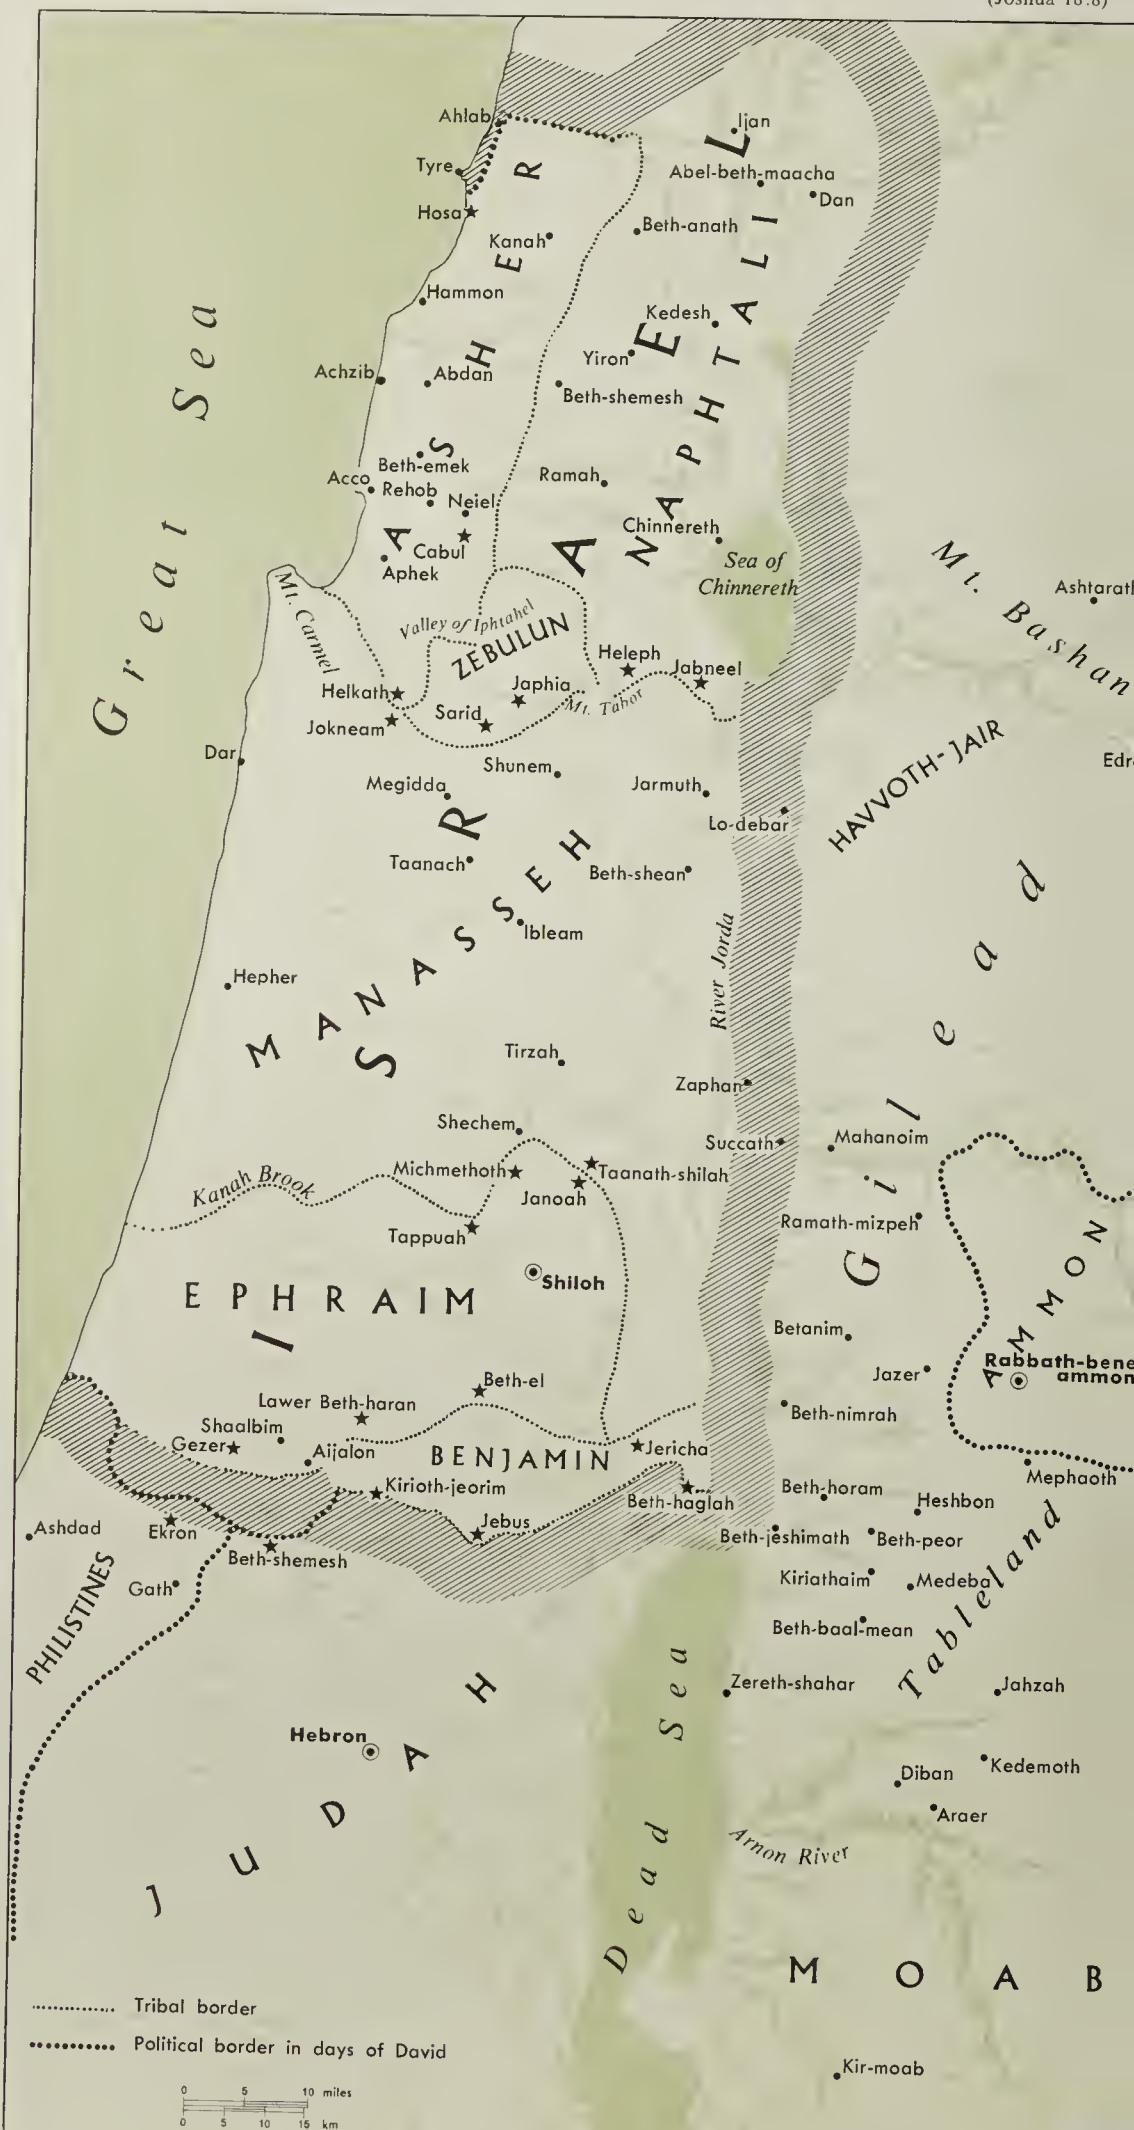 (Joshua 18:8)
Ahlab
Ijan
Tyre
Abel-beth-maacha
Dan
Hosa
Kanah
Beth-anath
Hammon
Kedesh
Yiron
Achzib
Abdan
Beth-shemesh
Beth-emek
Acco
Rehob
Neiel
Ramah
Cabul
Chinnereth
Aphek
Sea of
Chinnereth
ASHER
NAPHTALI
ISRAEL
Great Sea
Mt. Bashan
Ashtarath
Mt. Carmel
Valley of Iphtahel
ZEBULUN
Heleph
Jabneel
Helkath
Japhia
Mt. Tabor
Jokneam
Sarid
Dar
Shunem
Megidda
Jarmuth
Lo-debar
HAVVOTH-JAIR
Edr
Taanach
Beth-shean
Ibleam
MANASSEH
Hepher
River Jorda
Gilead
Tirzah
Zaphan
Shechem
Succath
Mahanoim
Michmethoth
Taanath-shilah
Janoah
Kanah Brook
Tappuah
Ramath-mizpeh
Shiloh
EPHRAIM
AMMON
Betanim
Rabbath-bene
ammon
Jazer
Beth-el
Lawer Beth-haran
Beth-nimrah
Shaalbim
Gezer
Aijalon
BENJAMIN
Jericha
Mephaoth
Kirioth-jeorim
Beth-haglah
Beth-horam
Heshbon
Ashdad
Ekron
Jebus
Beth-jeshimath
Beth-peor
Beth-shemesh
Gath
Kiriathaim
Medeba
PHILISTINES
Tableland
Beth-baal-mean
Zereth-shahar
Jahzah
Hebron
JUDAH
Dead Sea
Diban
Kedemoth
Araer
Arnon River
MOAB
Kir-moab
Tribal border
Political border in days of David
0 5 10 miles
0 5 10 15 km